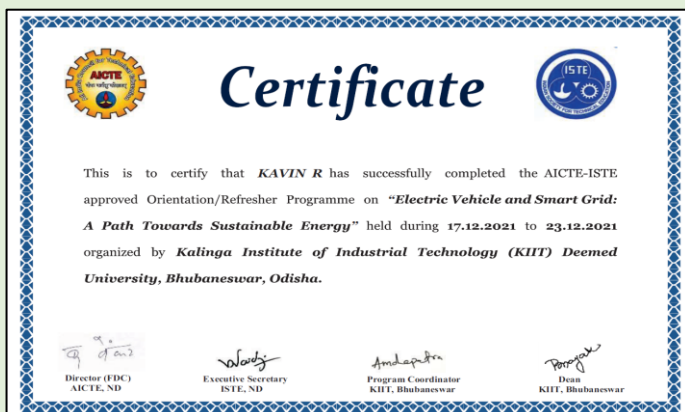 AICTE
Certificate
ISTE
This is to certify that KAVIN R has successfully completed the AICTE-ISTE
approved Orientation/Refresher Programme on “Electric Vehicle and Smart Grid:
A Path Towards Sustainable Energy” held during 17.12.2021 to 23.12.2021
organized by Kalinga Institute of Industrial Technology (KIIT) Deemed
University, Bhubaneswar, Odisha.
Director (FDC)
AICTE, ND
Executive Secretary
ISTE, ND
Program Coordinator
KIIT, Bhubaneswar
Dean
KIIT, Bhubaneswar